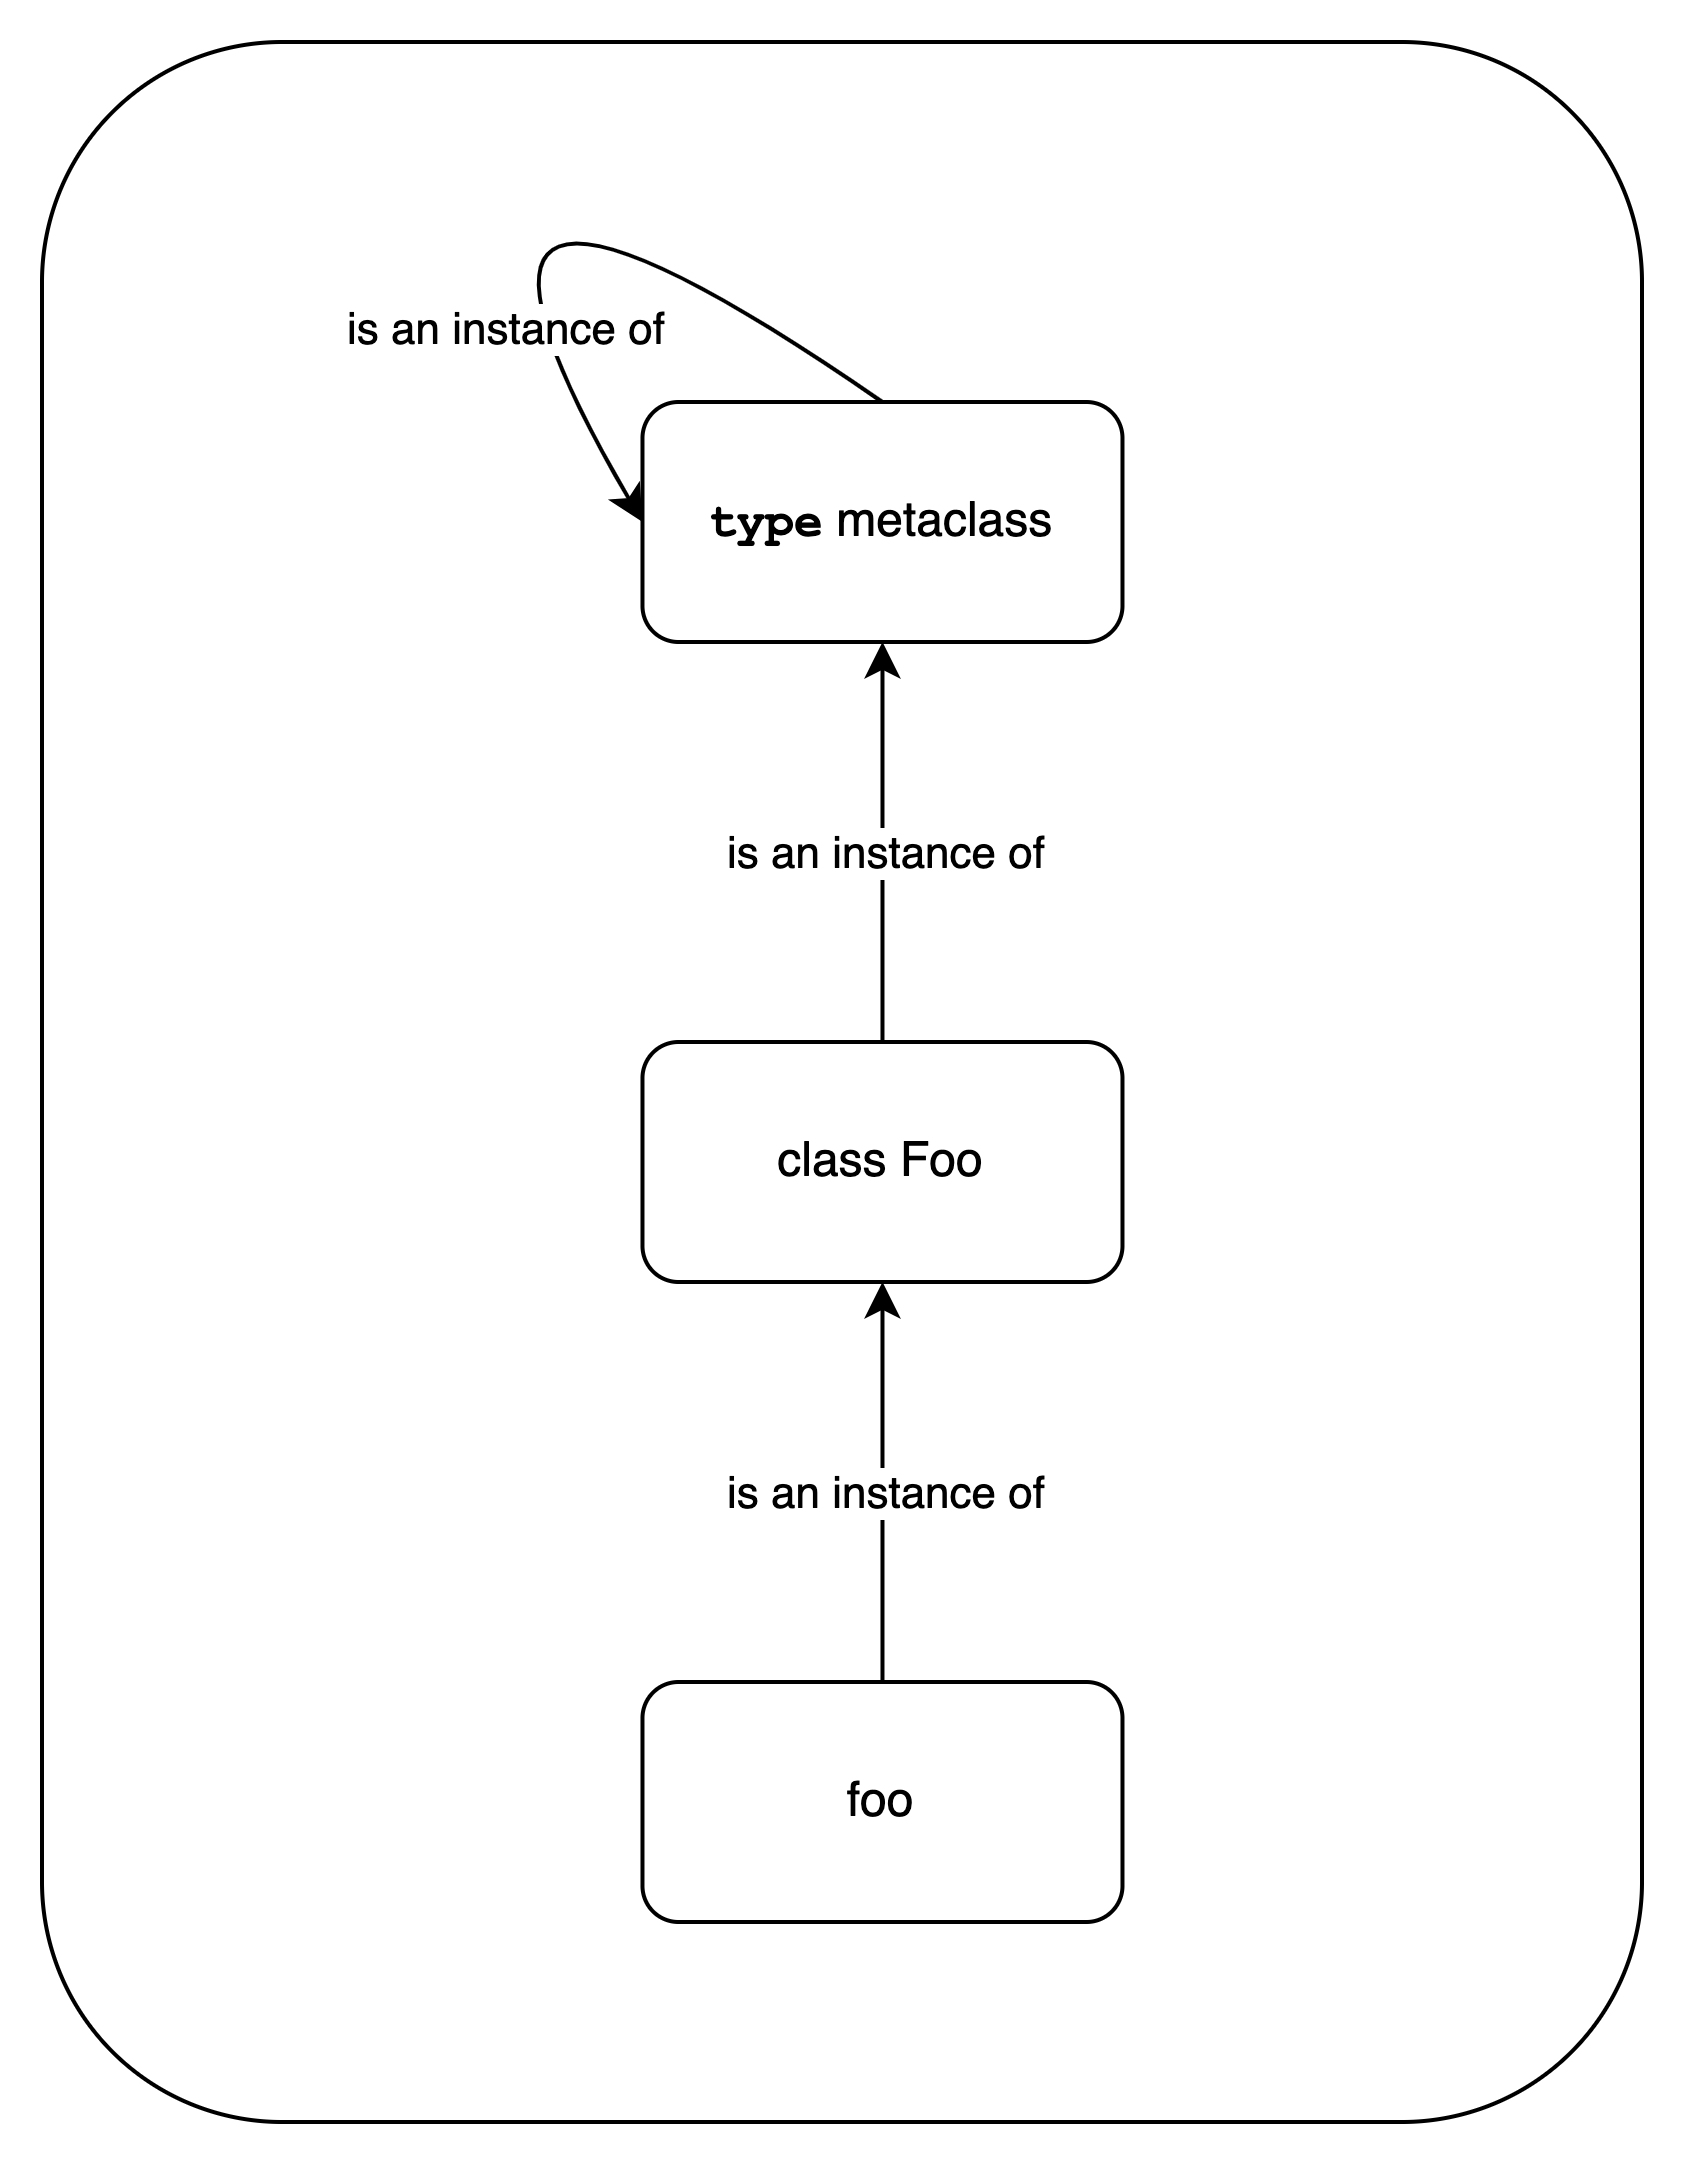 is an instance of
type metaclass
is an instance of
class Foo
is an instance of
foo